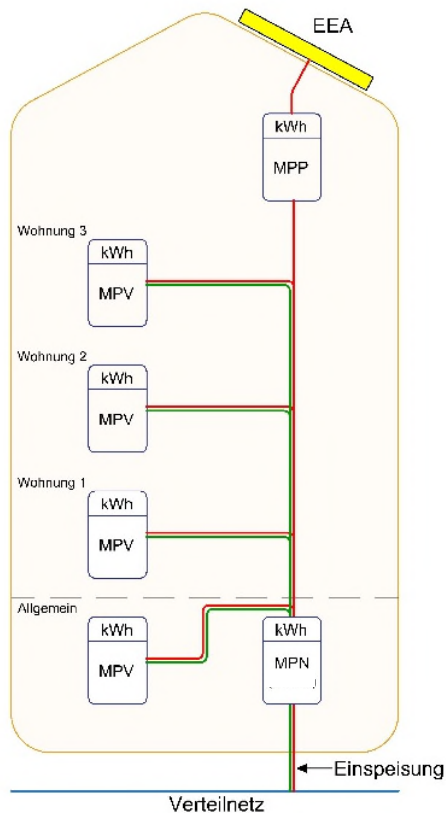 EEA
kWh
MPP
Wohnung 3
kWh
MPV
Wohnung 2
kWh
MPV
Wohnung 1
kWh
MPV
Allgemein
kWh
MPV
kWh
MPN
Einspeisung
Verteilnetz